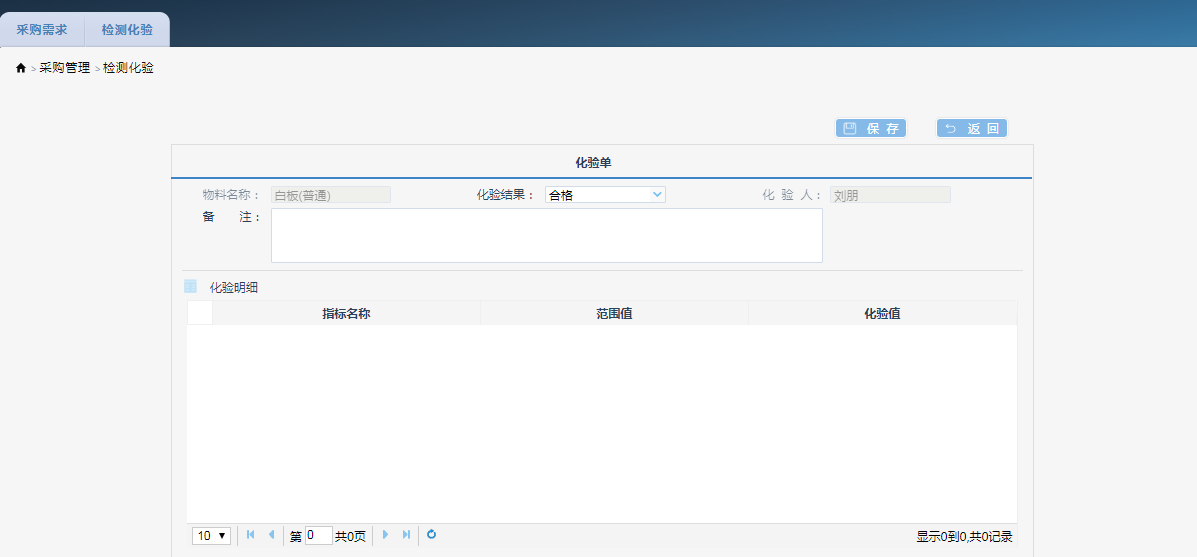 采购需求 检测化验
> 采购管理 > 检测化验
保 存 返 回
化验单
物料名称： 白板(普通) 化验结果： 合格 化 验 人： 刘朋
备 注：
化验明细
指标名称 范围值 化验值
10 第 0 共0页 显示0到0,共0记录